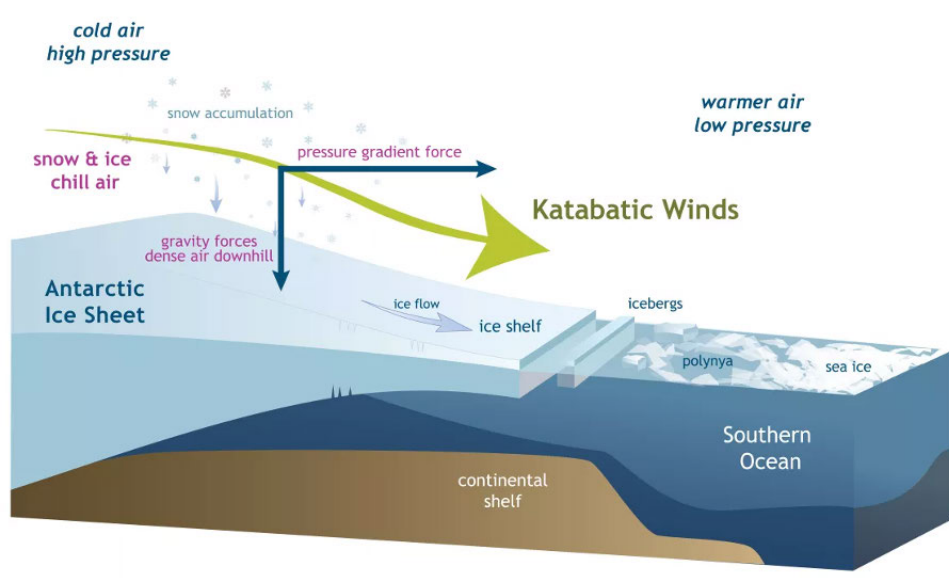 cold air
high pressure
snow accumulation
warmer air
low pressure
pressure gradient force
snow & ice
chill air
Katabatic Winds
gravity forces
dense air downhill
Antarctic
Ice Sheet
ice flow
ice shelf
icebergs
polynya
sea ice
Southern
Ocean
continental
shelf